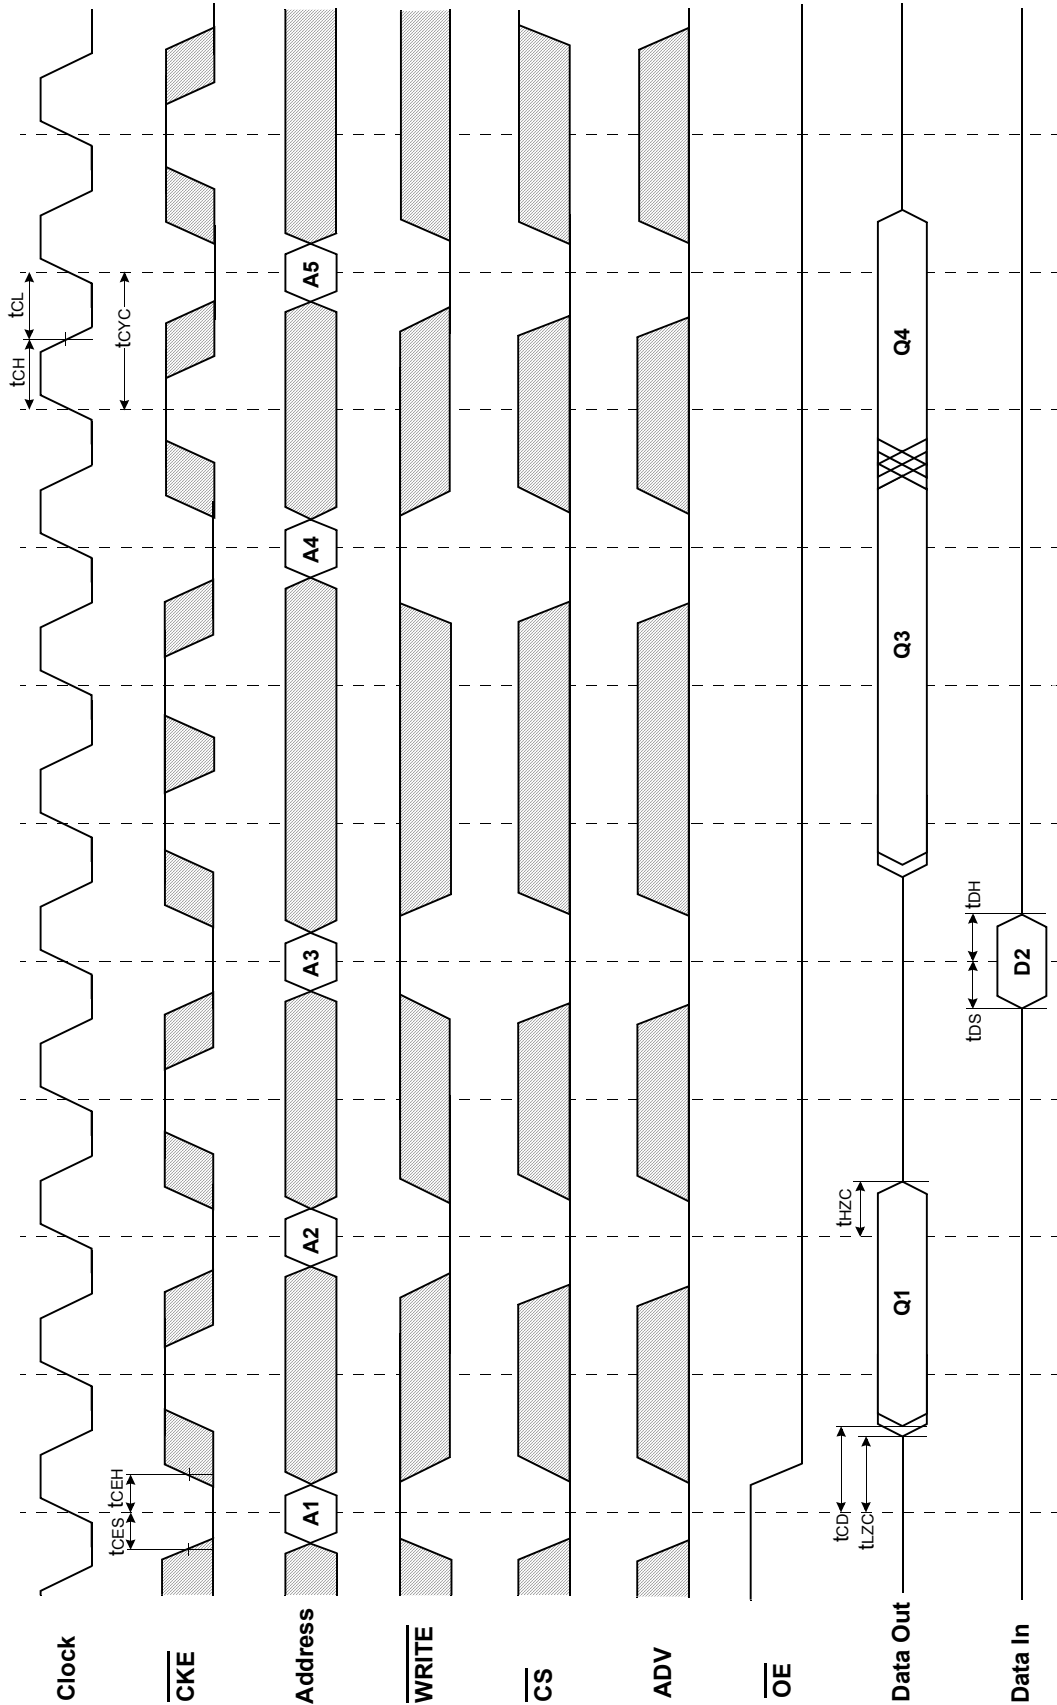 Clock
tCH
tCL
tCES
tCEH
tCYC
CKE
Address
A1
A2
A3
A4
A5
WRITE
CS
ADV
OE
tCD
tLZC
tHZC
Data Out
Q1
Q3
Q4
tDS
tDH
Data In
D2